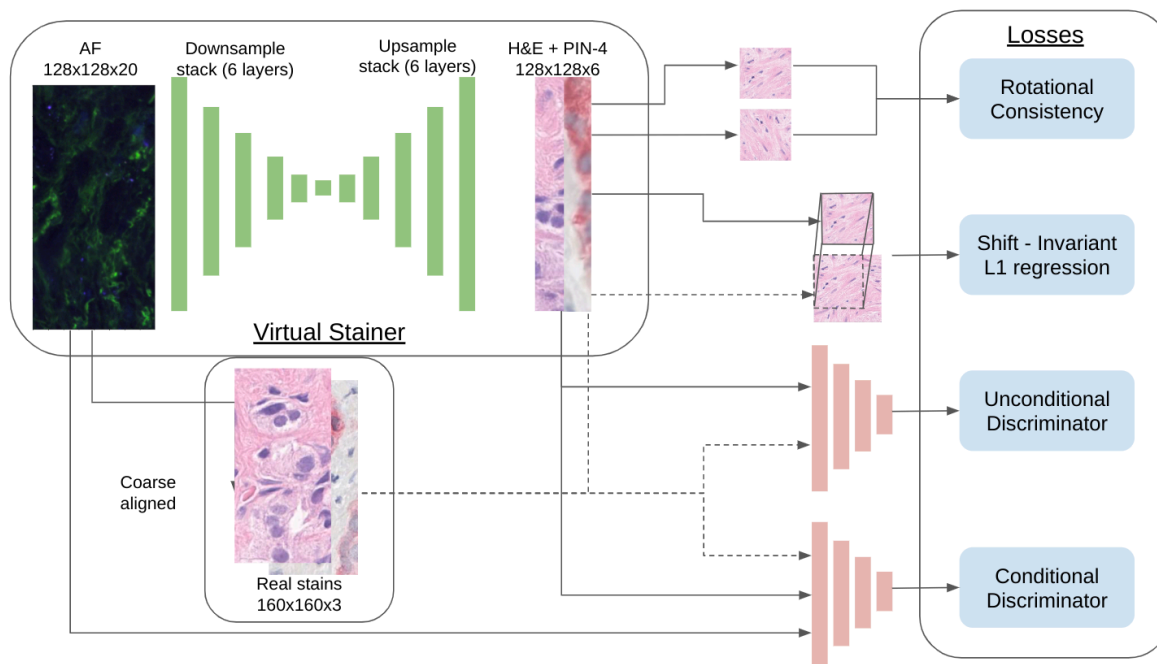 AF
128x128x20
Downsample
stack (6 layers)
Upsample
stack (6 layers)
H&E + PIN-4
128x128x6
Virtual Stainer
Coarse
aligned
Real stains
160x160x3
Losses
Rotational
Consistency
Shift - Invariant
L1 regression
Unconditional
Discriminator
Conditional
Discriminator